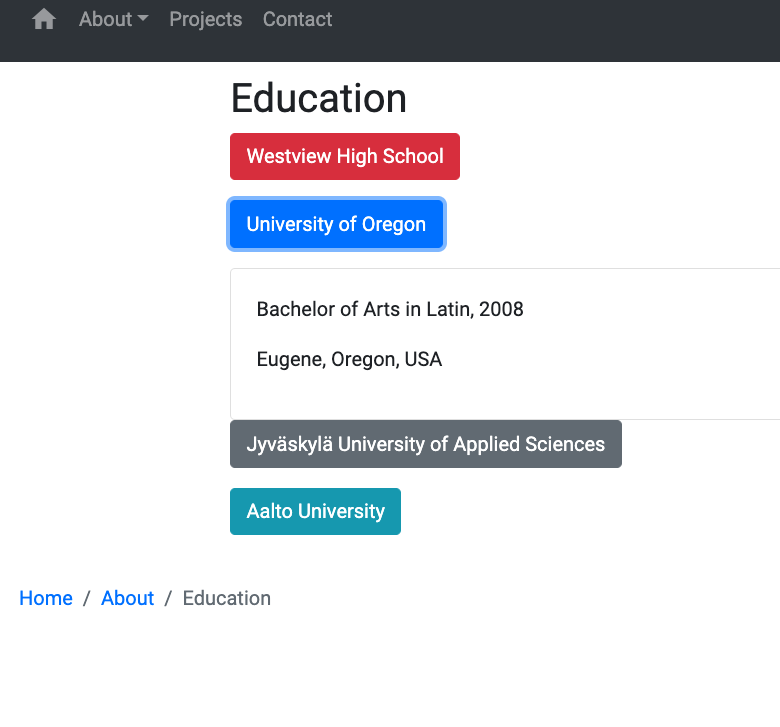 About Projects Contact
Education
Westview High School
University of Oregon
Bachelor of Arts in Latin, 2008
Eugene, Oregon, USA
Jyväskylä University of Applied Sciences
Aalto University
Home / About / Education